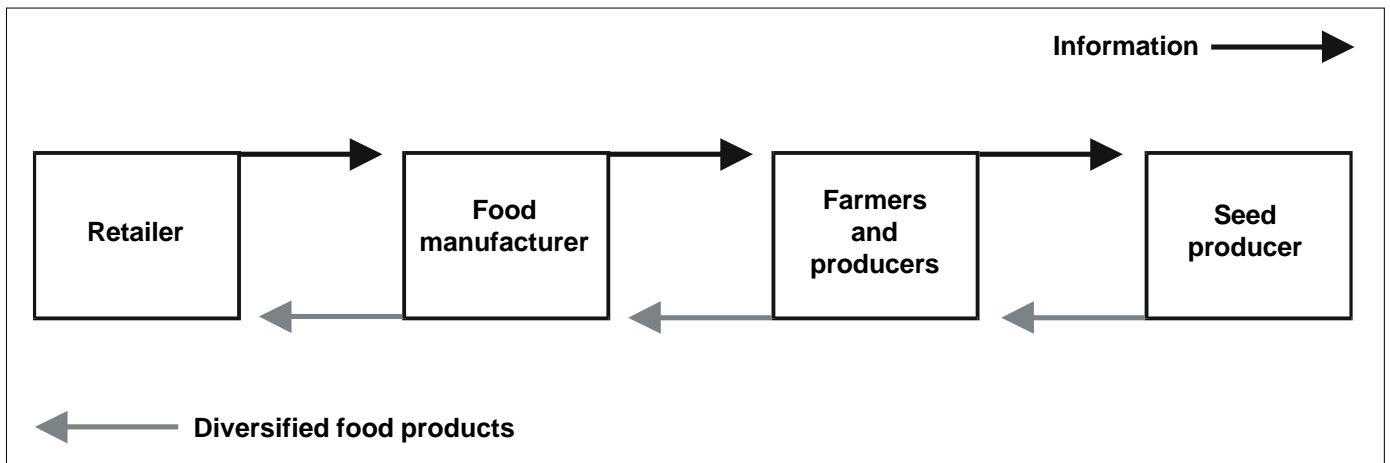 Information
Retailer
Food
manufacturer
Farmers
and
producers
Seed
producer
Diversified food products